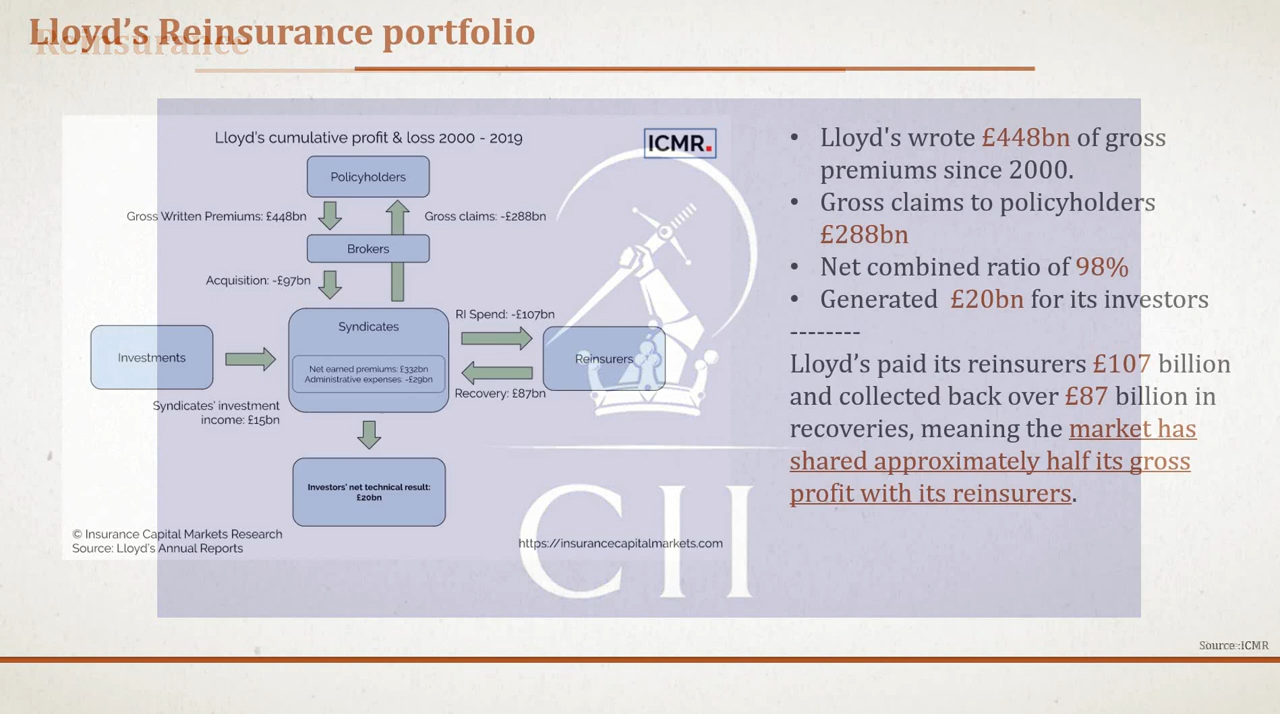 Lloyd's Reinsurance portfolio
Reinsurance
Lloyd's cumulative profit & loss 2000 - 2019
ICMR.
Policyholders
Gross Written Premiums: £448bn
Gross claims: -£288bn
Brokers
Acquisition: -£97bn
Syndicates
Net earned premiums: £332bn
Administrative expenses: -£29bn
RI Spend: -£107bn
Investments
Reinsurers
Recovery: £87bn
Syndicates' investment
income: £15bn
Investors' net technical result:
£20bn
© Insurance Capital Markets Research
Source: Lloyd's Annual Reports
https://insurancecapitalmarkets.com
CII
• Lloyd's wrote £448bn of gross
premiums since 2000.
• Gross claims to policyholders
£288bn
• Net combined ratio of 98%
• Generated £20bn for its investors
--------
Lloyd’s paid its reinsurers £107 billion
and collected back over £87 billion in
recoveries, meaning the market has
shared approximately half its gross
profit with its reinsurers.
Source:ICMR